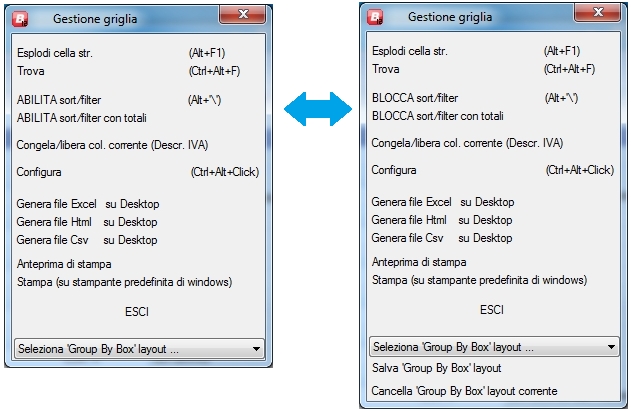 Gestione griglia
Esplodi cella str. (Alt+F1)
Trova (Ctrl+Alt+F)
ABILITA sort/filter (Alt+'\')
ABILITA sort/filter con totali
Congela/libera col. corrente (Descr. IVA)
Configura (Ctrl+Alt+Click)
Genera file Excel su Desktop
Genera file Html su Desktop
Genera file Csv su Desktop
Anteprima di stampa
Stampa (su stampante predefinita di windows)
ESCI
Seleziona 'Group By Box' layout ...
Gestione griglia
Esplodi cella str. (Alt+F1)
Trova (Ctrl+Alt+F)
BLOCCA sort/filter (Alt+'\')
BLOCCA sort/filter con totali
Congela/libera col. corrente (Descr. IVA)
Configura (Ctrl+Alt+Click)
Genera file Excel su Desktop
Genera file Html su Desktop
Genera file Csv su Desktop
Anteprima di stampa
Stampa (su stampante predefinita di windows)
ESCI
Seleziona 'Group By Box' layout ...
Salva 'Group By Box' layout
Cancella 'Group By Box' layout corrente